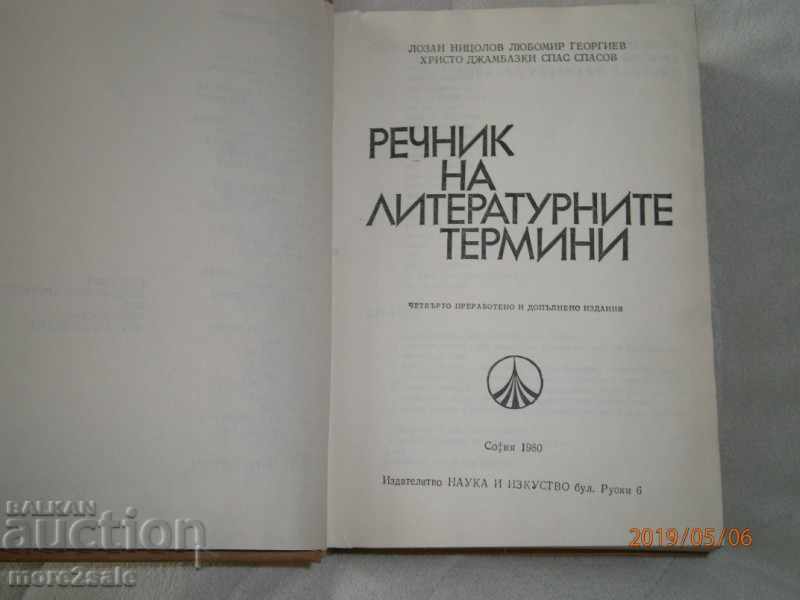 ЛОЗАН НИЦОЛОВ ЛЮБОМИР ГЕОРГИЕВ
ХРИСТО ДЖАМБАЗКИ СПАС СПАСОВ
РЕЧНИК
НА
ЛИТЕРАТУРНИТЕ
ТЕРМИНИ
ЧЕТВЪРТО ПРЕРАБОТЕНО И ДОПЪЛНЕНО ИЗДАНИЕ
София 1980
Издателство НАУКА И ИЗКУСТВО бул. Руски 6
2019/05/06
BALKAN
auction
more2sale